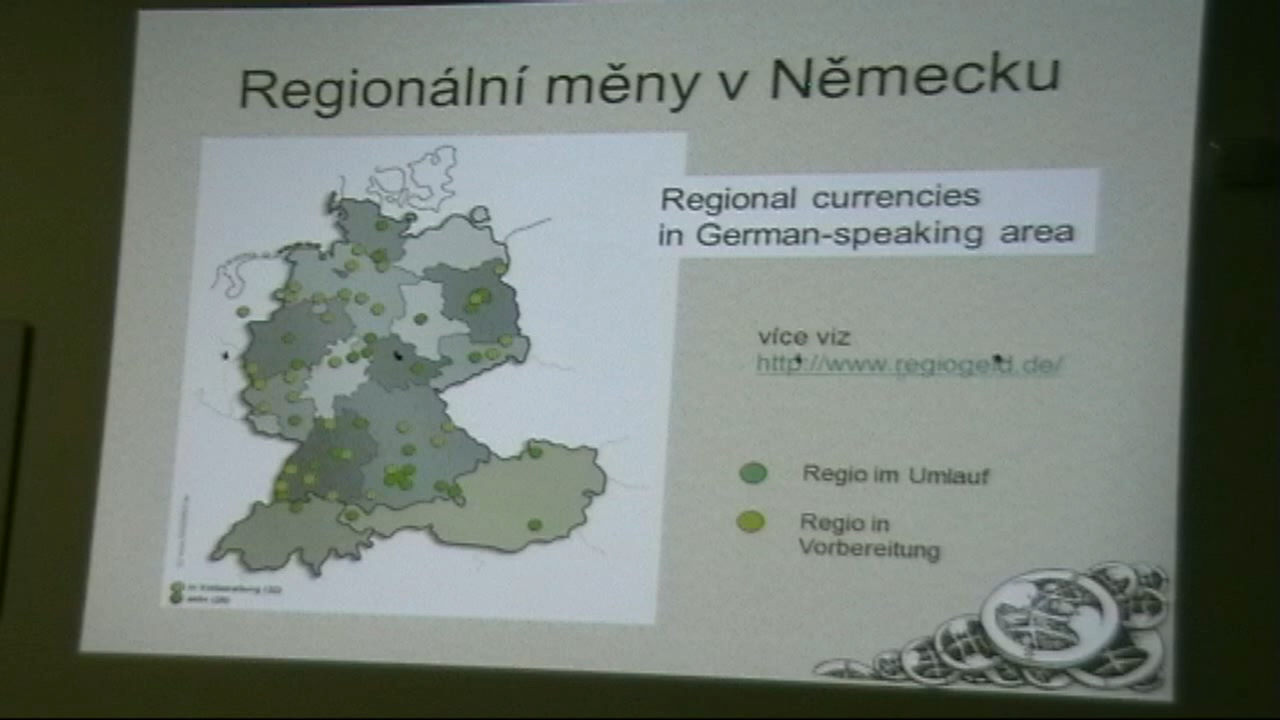 Regionální měny v Německu
Regional currencies
in German-speaking area
více viz
http://www.regiogeld.de/
Regio im Umlauf
Regio in
Vorbereitung